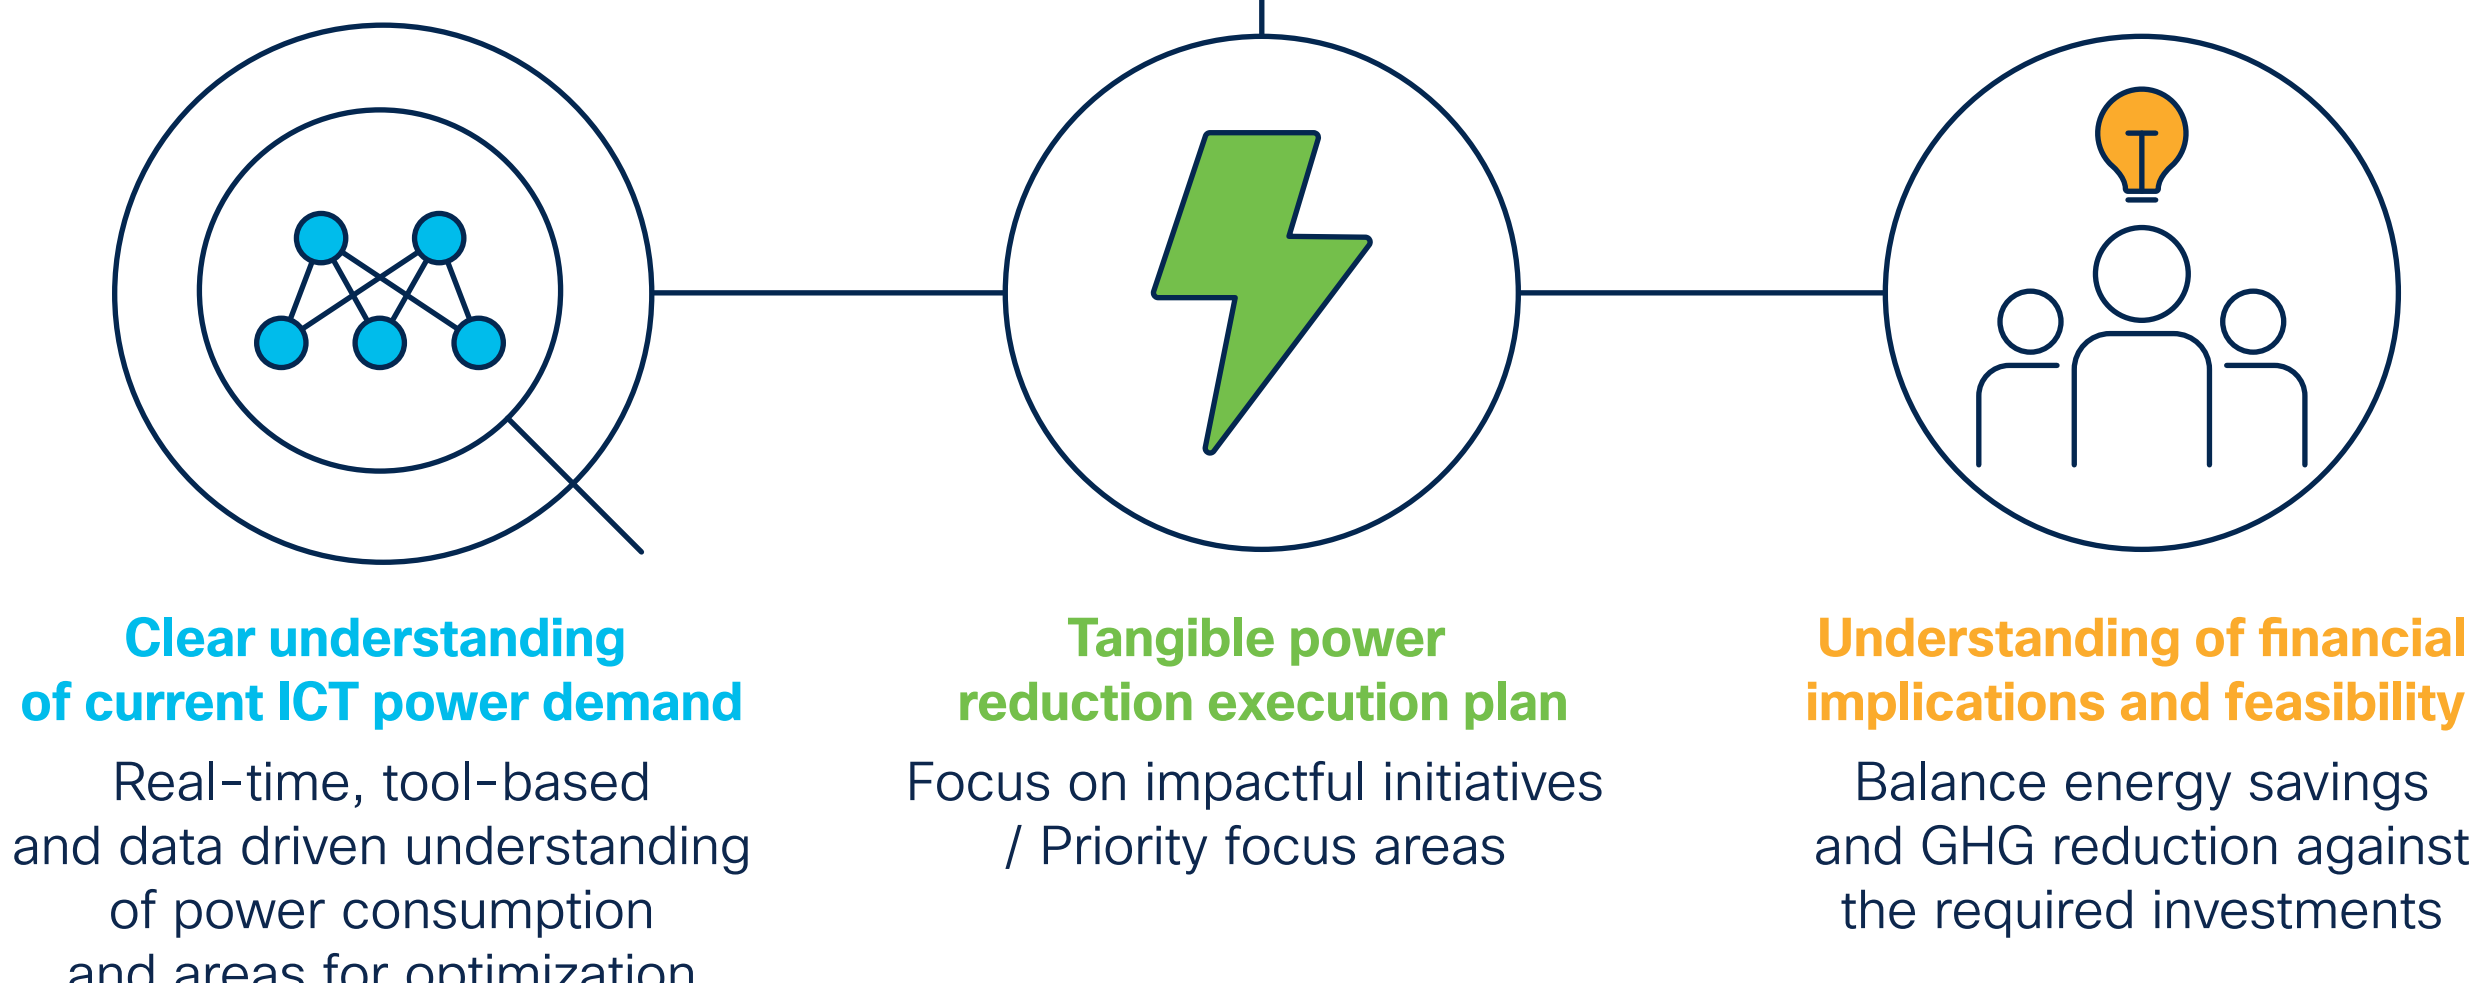 Clear understanding
of current ICT power demand
Real-time, tool-based
and data driven understanding
of power consumption
and areas for optimization
Tangible power
reduction execution plan
Focus on impactful initiatives
/ Priority focus areas
Understanding of financial
implications and feasibility
Balance energy savings
and GHG reduction against
the required investments